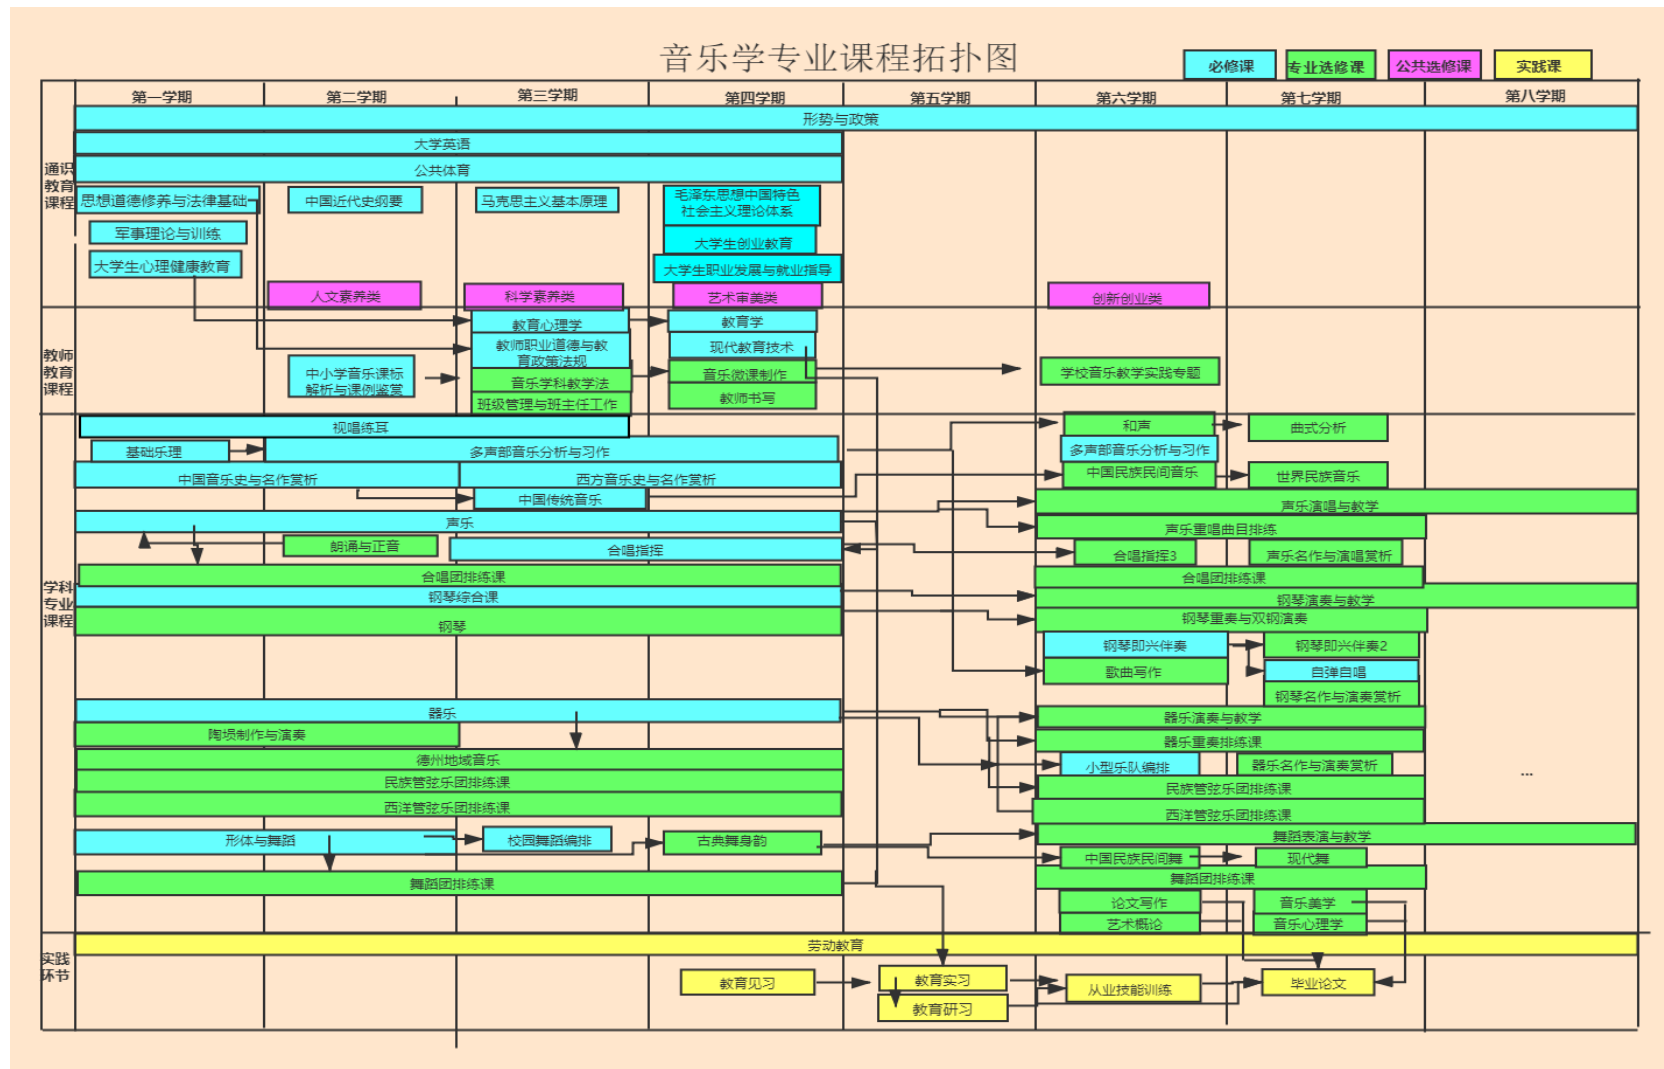 音乐学专业课程拓扑图
必修课
专业选修课
公共选修课
实践课
第一学期
第二学期
第三学期
第四学期
第五学期
第六学期
第七学期
第八学期
通识
教育
课程
形势与政策
大学英语
公共体育
思想道德修养与法律基础
中国近代史纲要
马克思主义基本原理
毛泽东思想中国特色
社会主义理论体系
军事理论与训练
大学生创业教育
大学生心理健康教育
大学生职业发展与就业指导
人文素养类
科学素养类
艺术审美类
创新创业类
教师
教育
课程
教育心理学
教育学
教师职业道德与教
育政策法规
现代教育技术
中小学音乐课标
解析与课例鉴赏
音乐学科教学法
音乐微课制作
学校音乐教学实践专题
班级管理与班主任工作
教师书写
学科
专业
课程
视唱练耳
和声
曲式分析
基础乐理
多声部音乐分析与习作
多声部音乐分析与习作
中国音乐史与名作赏析
西方音乐史与名作赏析
中国民族民间音乐
世界民族音乐
中国传统音乐
声乐演唱与教学
声乐
声乐重唱曲目排练
朗诵与正音
合唱指挥
合唱指挥3
声乐名作与演唱赏析
合唱团排练课
合唱团排练课
钢琴综合课
钢琴演奏与教学
钢琴
钢琴重奏与双钢演奏
钢琴即兴伴奏
钢琴即兴伴奏2
歌曲写作
自弹自唱
钢琴名作与演奏赏析
器乐
器乐演奏与教学
陶埙制作与演奏
器乐重奏排练课
德州地域音乐
小型乐队编排
器乐名作与演奏赏析
...
民族管弦乐团排练课
民族管弦乐团排练课
西洋管弦乐团排练课
西洋管弦乐团排练课
形体与舞蹈
校园舞蹈编排
古典舞身韵
舞蹈表演与教学
中国民族民间舞
现代舞
舞蹈团排练课
舞蹈团排练课
论文写作
音乐美学
艺术概论
音乐心理学
实践
环节
劳动教育
教育见习
教育实习
从业技能训练
毕业论文
教育研习